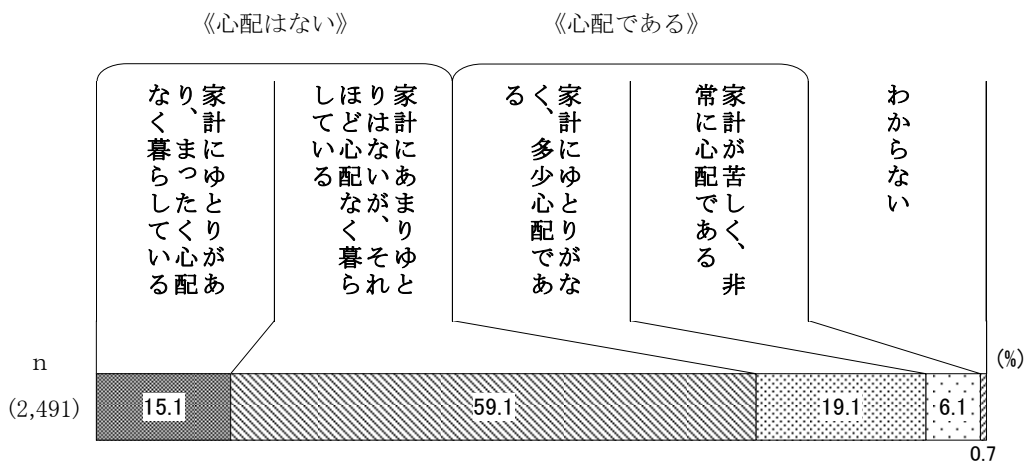 《心配はない》
《心配である》
家計にゆとりがあ
り、まったく心配
なく暮らしている
家計にあまりゆと
りはないが、それ
ほど心配なく暮ら
している
家計にゆとりがな
く、多少心配であ
る
家計が苦しく、非
常に心配である
わからない
n
(%)
(2,491)
15.1
59.1
19.1
6.1
0.7